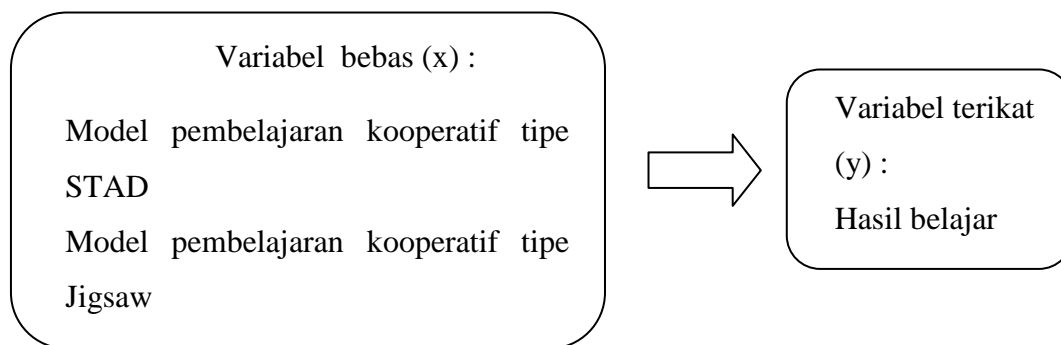 Variabel bebas (x) :
Model pembelajaran kooperatif tipe
STAD
Model pembelajaran kooperatif tipe
Jigsaw
Variabel terikat
(y) :
Hasil belajar